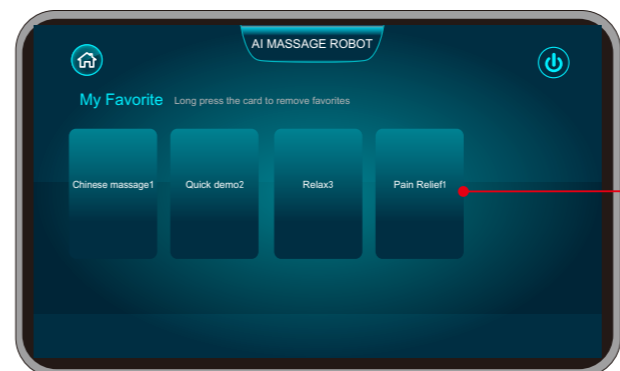 AI MASSAGE ROBOT
My Favorite Long press the card to remove favorites
Chinese massage1 Quick demo2 Relax3 Pain Relief1